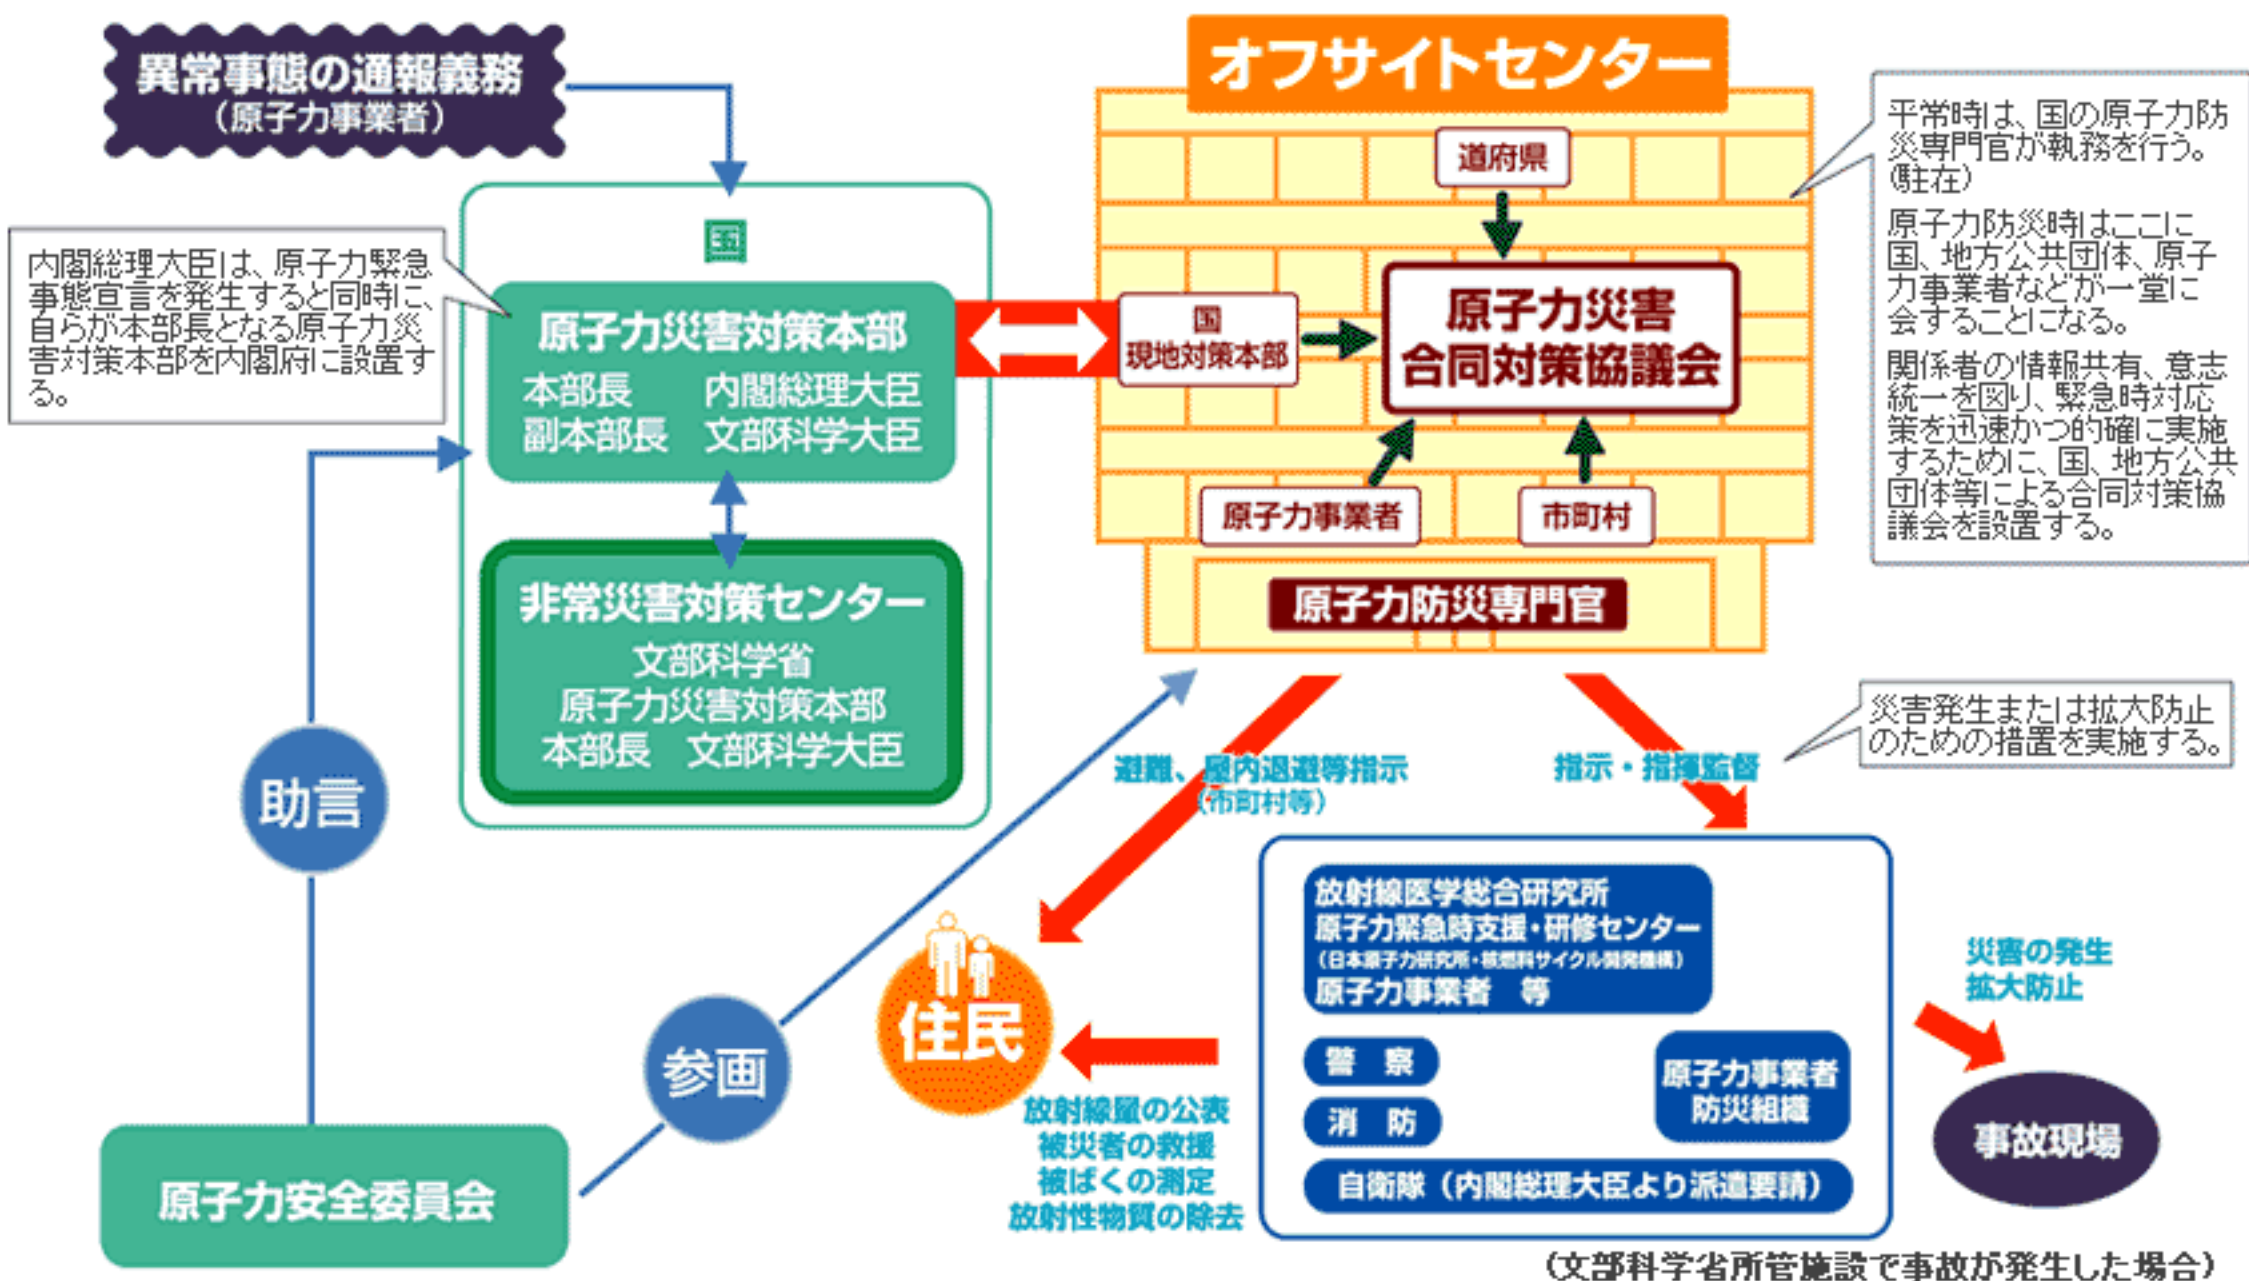 異常事態の通報義務
(原子力事業者)
国
内閣総理大臣は、原子力緊急
事態宣言を発生すると同時に、
自らが本部長となる原子力災
害対策本部を内閣府に設置す
る。
原子力災害対策本部
本部長 内閣総理大臣
副本部長 文部科学大臣
非常災害対策センター
文部科学省
原子力災害対策本部
本部長 文部科学大臣
オフサイトセンター
道府県
国
現地対策本部
原子力災害
合同対策協議会
原子力事業者
市町村
原子力防災専門官
平常時は、国の原子力防
災専門官が執務を行う。
(駐在)
原子力防災時はここに
国、地方公共団体、原子
力事業者などが一堂に
会することになる。
関係者の情報共有、意志
統一を図り、緊急時対応
策を迅速かつ的確に実施
するために、国、地方公共
団体等による合同対策協
議会を設置する。
避難、屋内退避等指示
(市町村等)
指示・指揮監督
災害発生または拡大防止
のための措置を実施する。
助言
参画
原子力安全委員会
住民
放射線量の公表
被災者の救援
被ばくの測定
放射性物質の除去
放射線医学総合研究所
原子力緊急時支援・研修センター
(日本原子力研究所・核燃料サイクル開発機構)
原子力事業者 等
警 察
消 防
原子力事業者
防災組織
自衛隊(内閣総理大臣より派遣要請)
災害の発生
拡大防止
事故現場
(文部科学省所管施設で事故が発生した場合)